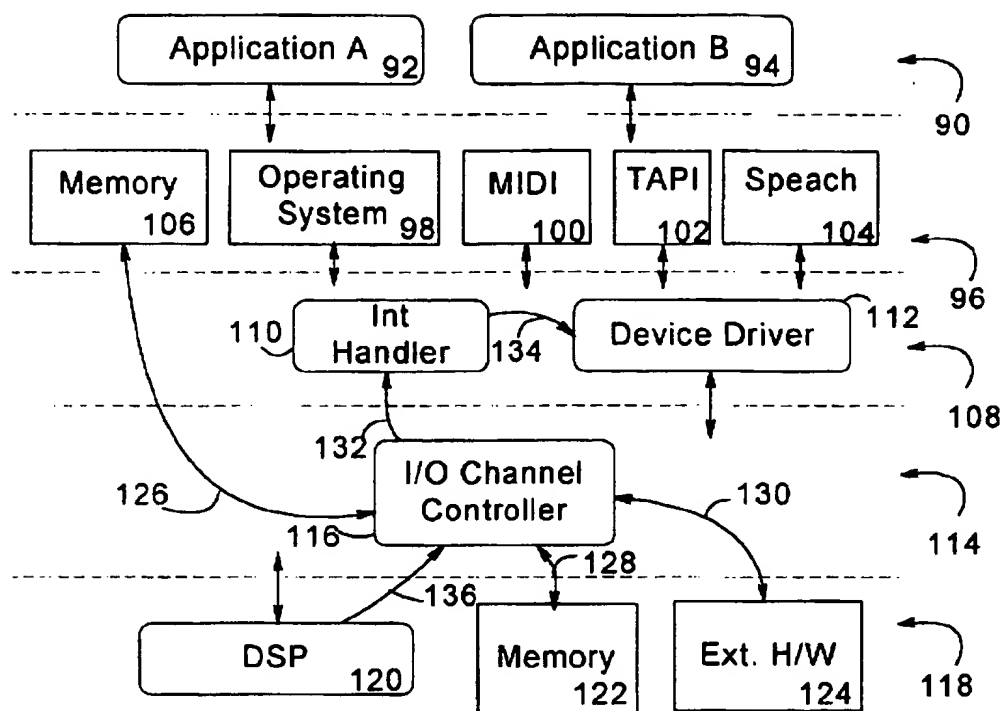 Application A
92
Application B
94
90
Memory
106
Operating
System
98
MIDI
100
TAPI
102
Speach
104
96
110
Int
Handler
134
Device Driver
112
108
132
126
I/O Channel
Controller
116
130
114
128
136
DSP
120
Memory
122
Ext. H/W
124
118